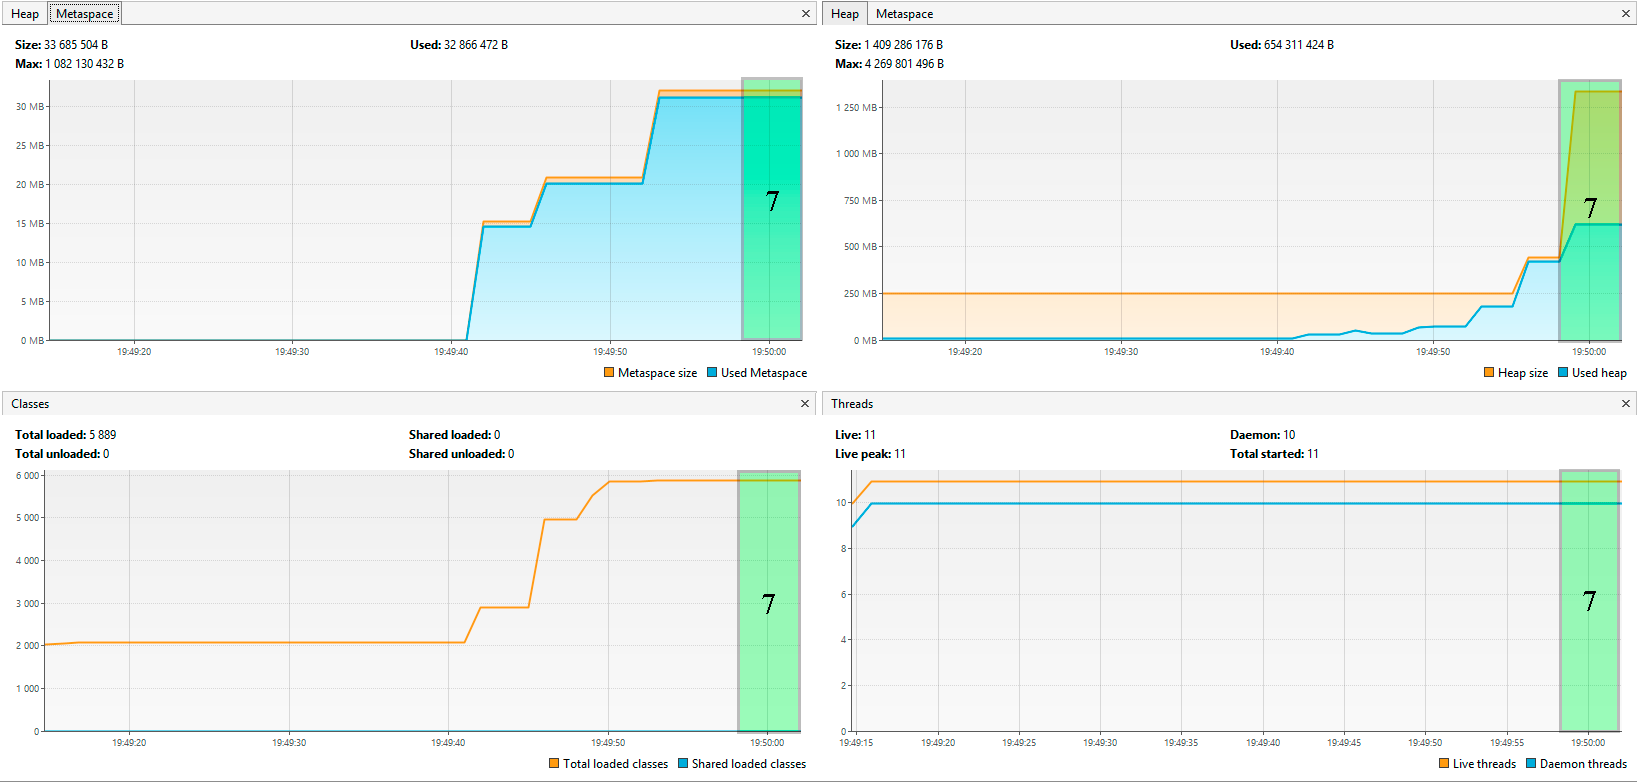 Heap Metaspace ×
Size: 33 685 504 B Used: 32 866 472 B
Max: 1 082 130 432 B
30 MB
25 MB
20 MB
15 MB
10 MB
5 MB
0 MB
7
19:49:20 19:49:30 19:49:40 19:49:50 19:50:00
Metaspace size Used Metaspace
Heap Metaspace ×
Size: 1 409 286 176 B Used: 654 311 424 B
Max: 4 269 801 496 B
1 250 MB
1 000 MB
750 MB
500 MB
250 MB
0 MB
7
19:49:20 19:49:30 19:49:40 19:49:50 19:50:00
Heap size Used heap
Classes ×
Total loaded: 5 889 Shared loaded: 0
Total unloaded: 0 Shared unloaded: 0
6 000
5 000
4 000
3 000
2 000
1 000
0
7
19:49:20 19:49:30 19:49:40 19:49:50 19:50:00
Total loaded classes Shared loaded classes
Threads ×
Live: 11 Daemon: 10
Live peak: 11 Total started: 11
10
8
6
4
2
0
7
19:49:15 19:49:20 19:49:25 19:49:30 19:49:35 19:49:40 19:49:45 19:49:50 19:49:55 19:50:00
Live threads Daemon threads